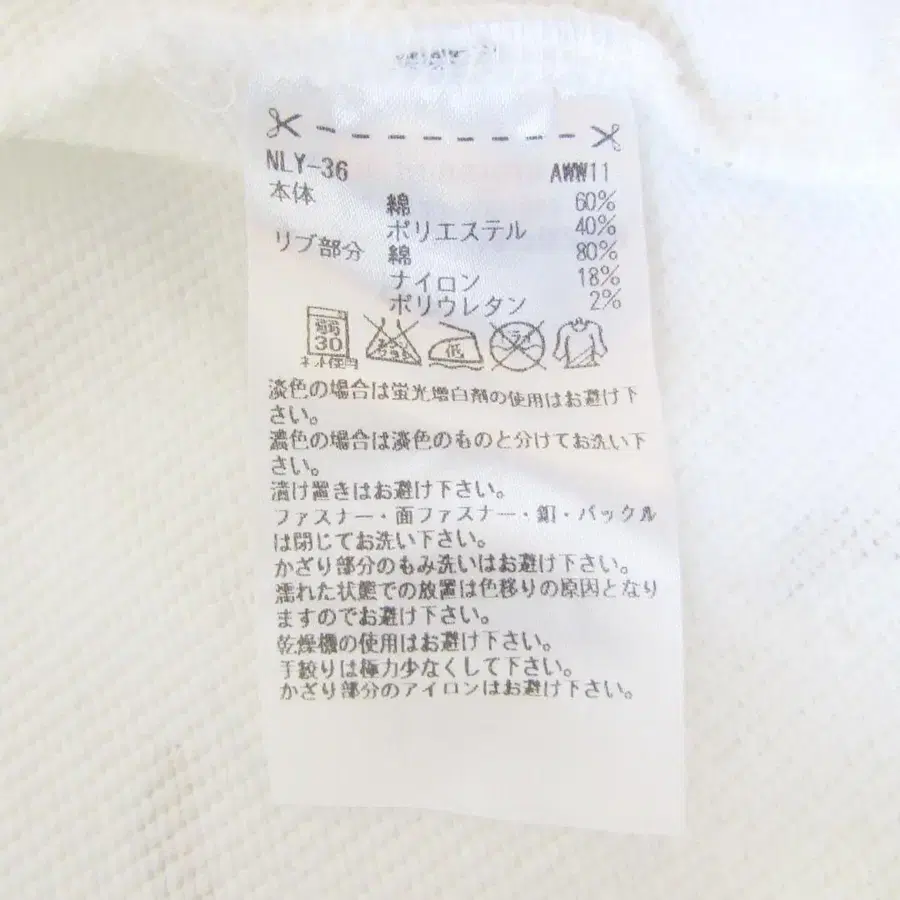 NLY-36 AWW11
本体 綿 60%
ポリエステル 40%
リブ部分 綿 80%
ナイロン 18%
ポリウレタン 2%
弱 30 低
ネット使用
淡色の場合は蛍光増白剤の使用はお避け下
さい。
濃色の場合は淡色のものと分けてお洗い下
さい。
漬け置きはお避け下さい。
ファスナー・面ファスナー・釦・バックル
は閉じてお洗い下さい。
かざり部分のもみ洗いはお避け下さい。
濡れた状態での放置は色移りの原因となり
ますのでお避け下さい。
乾燥機の使用はお避け下さい。
手絞りは極力少なくして下さい。
かざり部分のアイロンはお避け下さい。